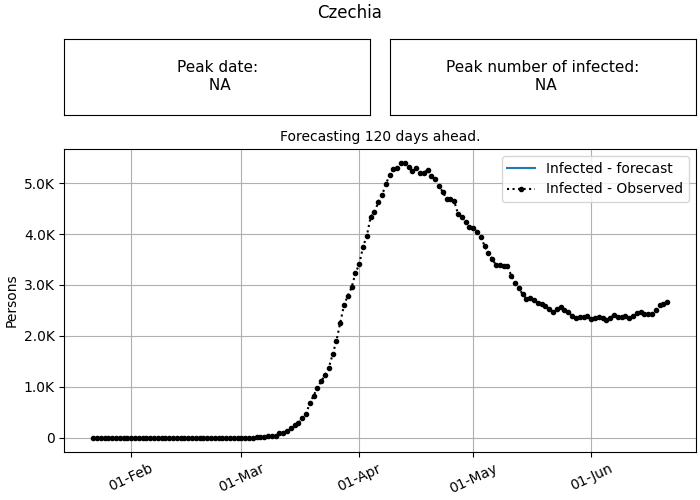 Czechia
Peak date:
NA
Peak number of infected:
NA
Forecasting 120 days ahead.
Infected - forecast
Infected - Observed
Persons
5.0K
4.0K
3.0K
2.0K
1.0K
0
01-Feb
01-Mar
01-Apr
01-May
01-Jun